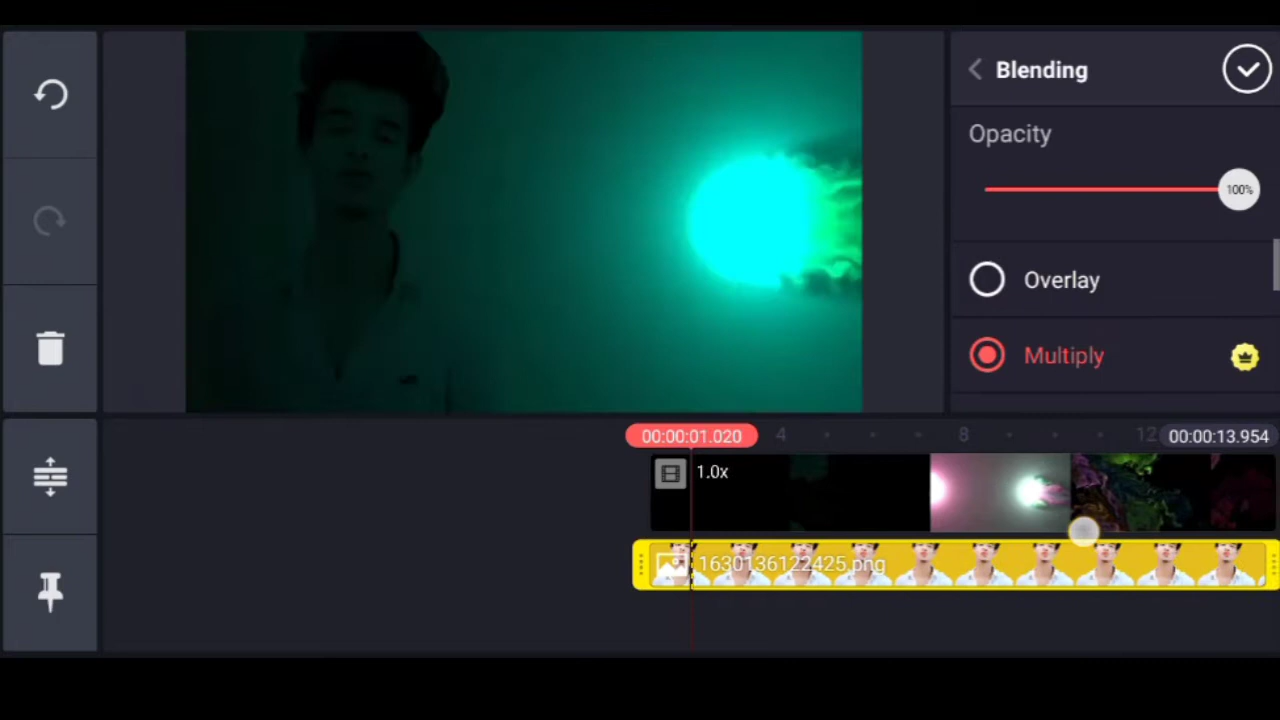 Blending
Opacity
100%
Overlay
Multiply
00:00:01.020
4
8
12
00:00:13.954
1.0x
1630136122425.png